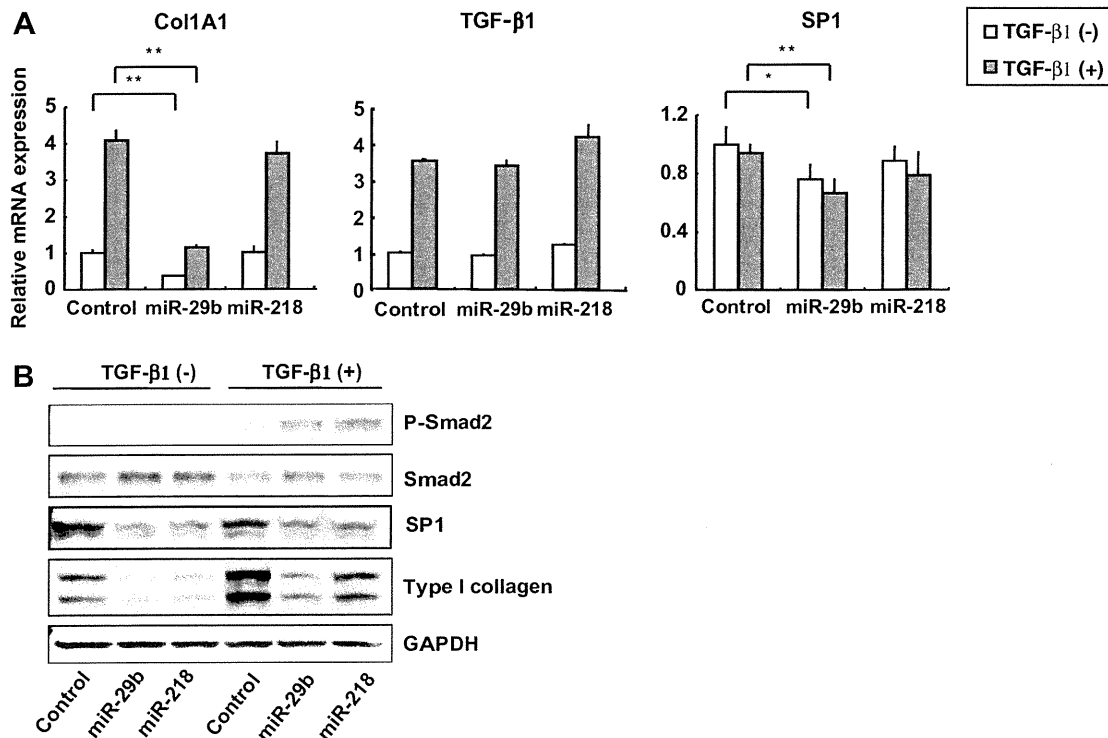 A
Col1A1
TGF-β1
SP1
TGF-β1 (-)
TGF-β1 (+)
**
**
**
*
Relative mRNA expression
5
4
3
2
1
0
5
4
3
2
1
0
1.2
0.8
0.4
0
Control miR-29b miR-218
Control miR-29b miR-218
Control miR-29b miR-218
B
TGF-β1 (-) TGF-β1 (+)
P-Smad2
Smad2
SP1
Type I collagen
GAPDH
Control miR-29b miR-218 Control miR-29b miR-218